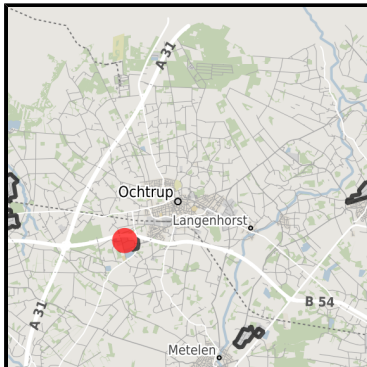 A 31
Ochtrup
Langenhorst
A 31
B 54
Metelen